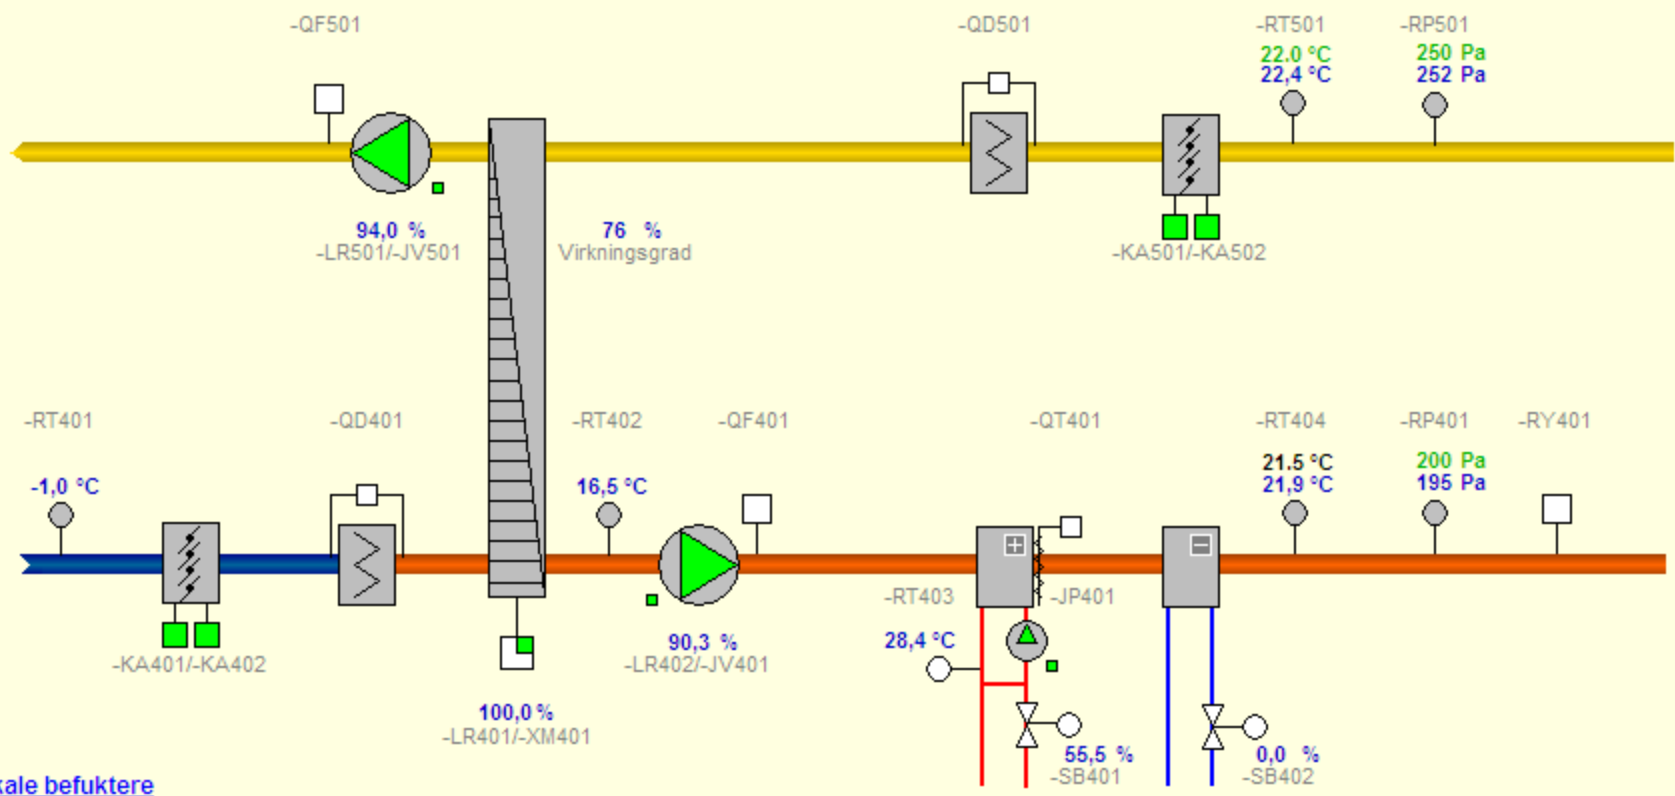 -QF501
-QD501
-RT501
-RP501
22.0 °C
250 Pa
22,4 °C
252 Pa
94,0 %
-LR501/-JV501
76 %
Virkningsgrad
-KA501/-KA502
-RT401
-QD401
-RT402
-QF401
-QT401
-RT404
-RP401
-RY401
-1,0 °C
16,5 °C
21.5 °C
200 Pa
21,9 °C
195 Pa
-KA401/-KA402
90,3 %
-LR402/-JV401
-RT403
-JP401
28,4 °C
100,0 %
-LR401/-XM401
55,5 %
-SB401
0,0 %
-SB402
kale befuktere